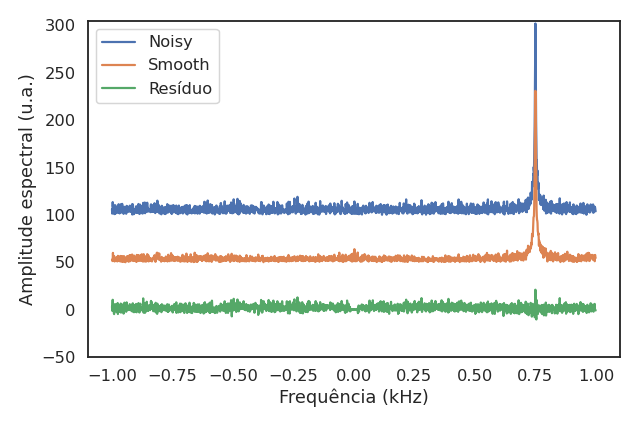 300
250
200
150
100
50
0
−50
Amplitude espectral (u.a.)
Noisy
Smooth
Resíduo
−1.00 −0.75 −0.50 −0.25 0.00 0.25 0.50 0.75 1.00
Frequência (kHz)